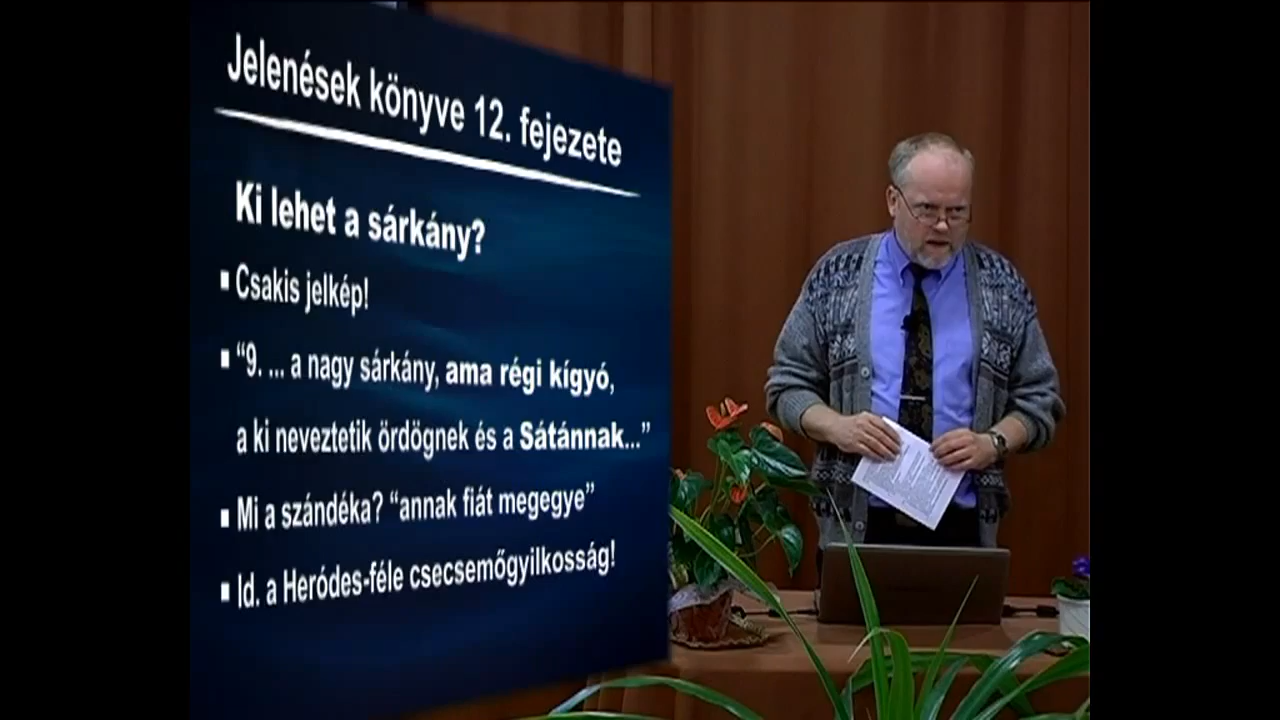 Jelenések könyve 12. fejezete
Ki lehet a sárkány?
▪ Csakis jelkép!
▪ “9. ... a nagy sárkány, ama régi kígyó,
a ki neveztetik ördögnek és a Sátánnak...”
▪ Mi a szándéka? “annak fiát megegye”
▪ ld. a Heródes-féle csecsemőgyilkosság!